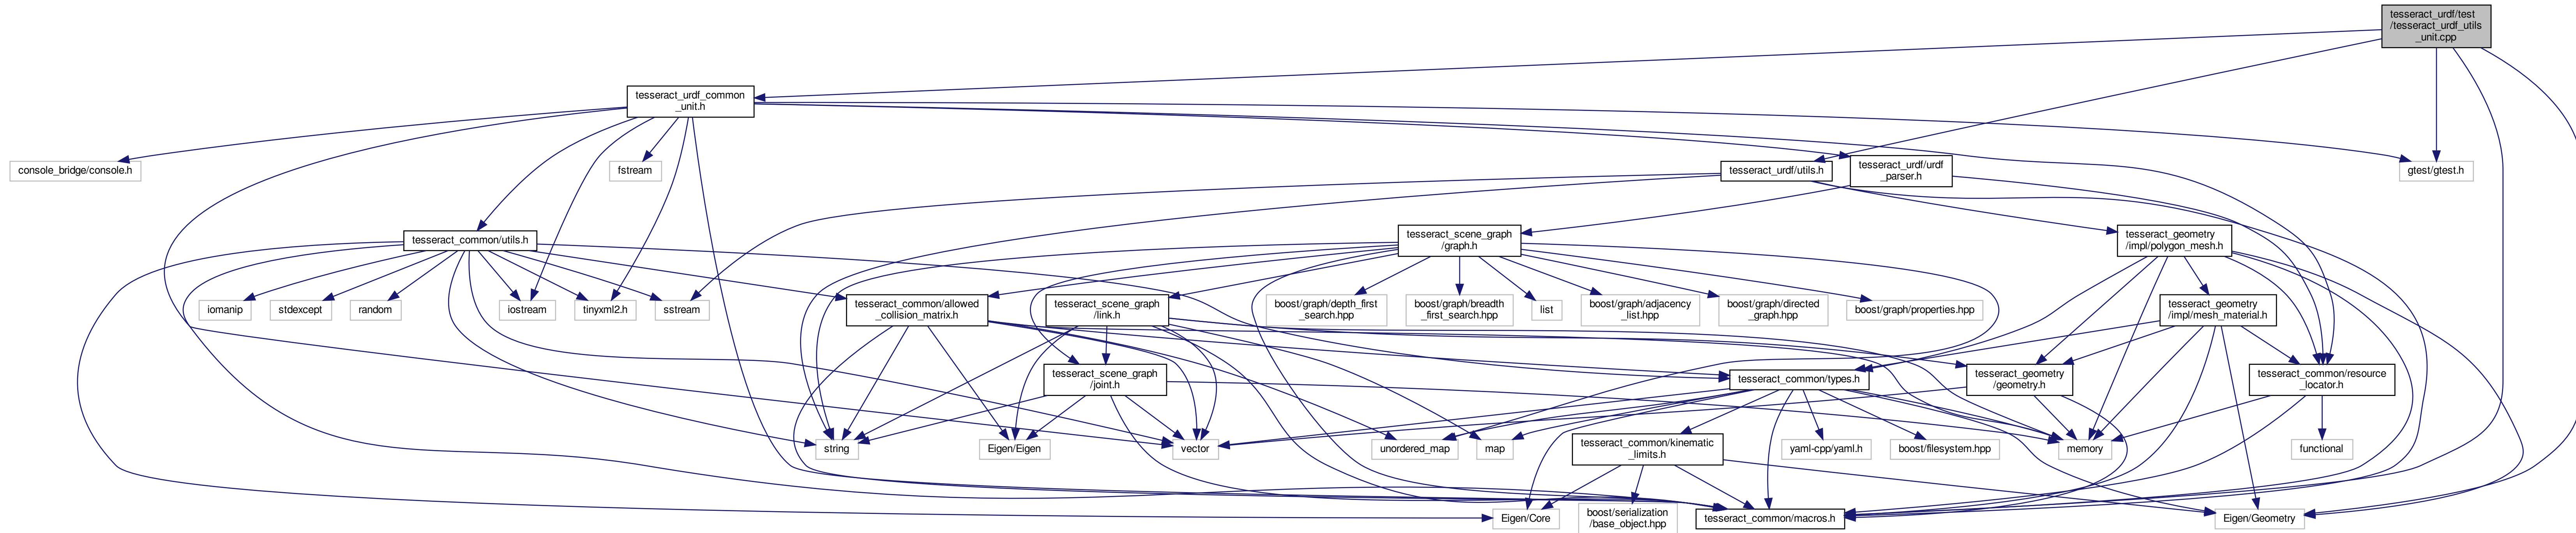 tesseract_urdf/test
/tesseract_urdf_utils
_unit.cpp
tesseract_urdf_common
_unit.h
console_bridge/console.h
fstream
tesseract_urdf/utils.h
tesseract_urdf/urdf
_parser.h
gtest/gtest.h
tesseract_common/utils.h
tesseract_scene_graph
/graph.h
tesseract_geometry
/impl/polygon_mesh.h
iomanip
stdexcept
random
iostream
tinyxml2.h
sstream
tesseract_common/allowed
_collision_matrix.h
tesseract_scene_graph
/link.h
boost/graph/depth_first
_search.hpp
boost/graph/breadth
_first_search.hpp
list
boost/graph/adjacency
_list.hpp
boost/graph/directed
_graph.hpp
boost/graph/properties.hpp
tesseract_geometry
/impl/mesh_material.h
tesseract_scene_graph
/joint.h
tesseract_common/types.h
tesseract_geometry
/geometry.h
tesseract_common/resource
_locator.h
string
Eigen/Eigen
vector
unordered_map
map
tesseract_common/kinematic
_limits.h
yaml-cpp/yaml.h
boost/filesystem.hpp
memory
functional
Eigen/Core
boost/serialization
/base_object.hpp
tesseract_common/macros.h
Eigen/Geometry